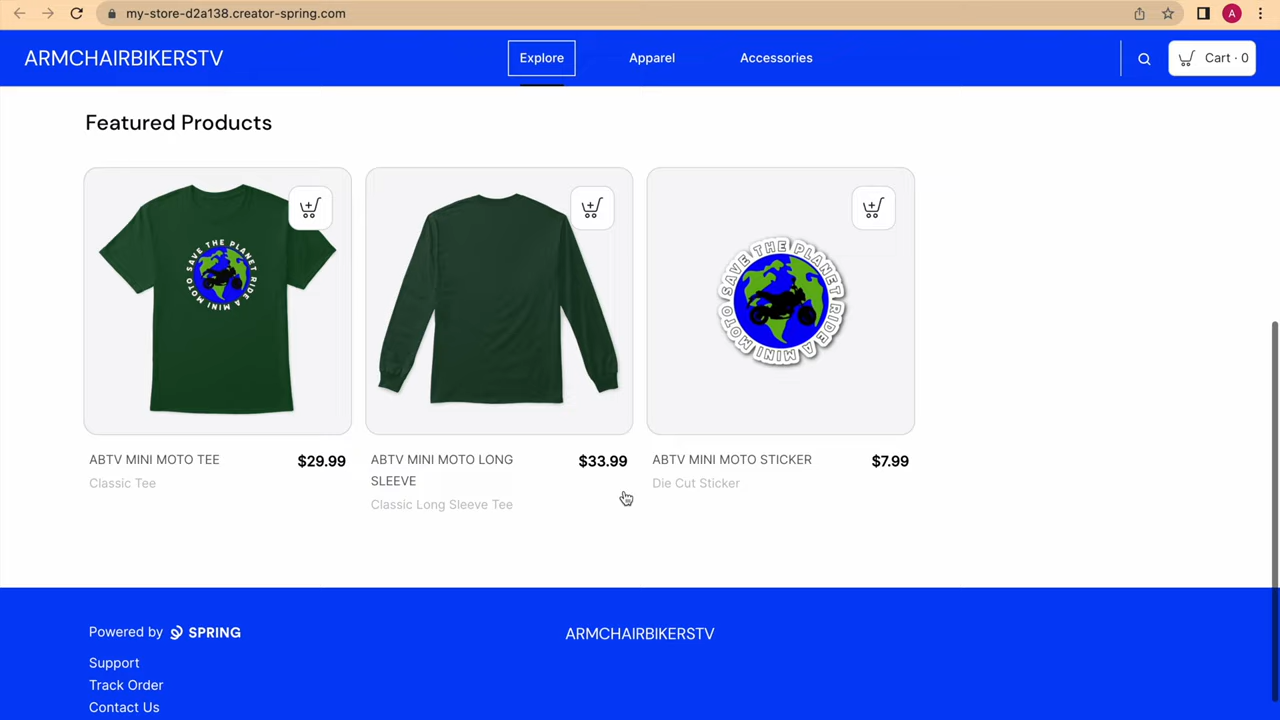 my-store-d2a138.creator-spring.com
A
ARMCHAIRBIKERSTV
Explore
Apparel
Accessories
Cart · 0
Featured Products
SAVE THE PLANET RIDE A MINI MOTO
SAVE THE PLANET RIDE A MINI MOTO
ABTV MINI MOTO TEE
$29.99
Classic Tee
ABTV MINI MOTO LONG
SLEEVE
$33.99
Classic Long Sleeve Tee
ABTV MINI MOTO STICKER
$7.99
Die Cut Sticker
Powered by SPRING
ARMCHAIRBIKERSTV
Support
Track Order
Contact Us